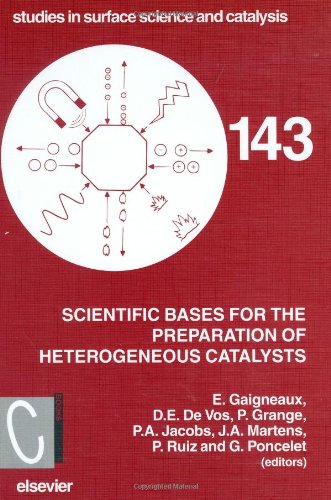 studies in surface science and catalysis
143
SCIENTIFIC BASES FOR THE
PREPARATION OF
HETEROGENEOUS CATALYSTS
E. Gaigneaux,
D.E. De Vos, P. Grange,
P.A. Jacobs, J.A. Martens,
P. Ruiz and G. Poncelet
(editors)
C
elsevier